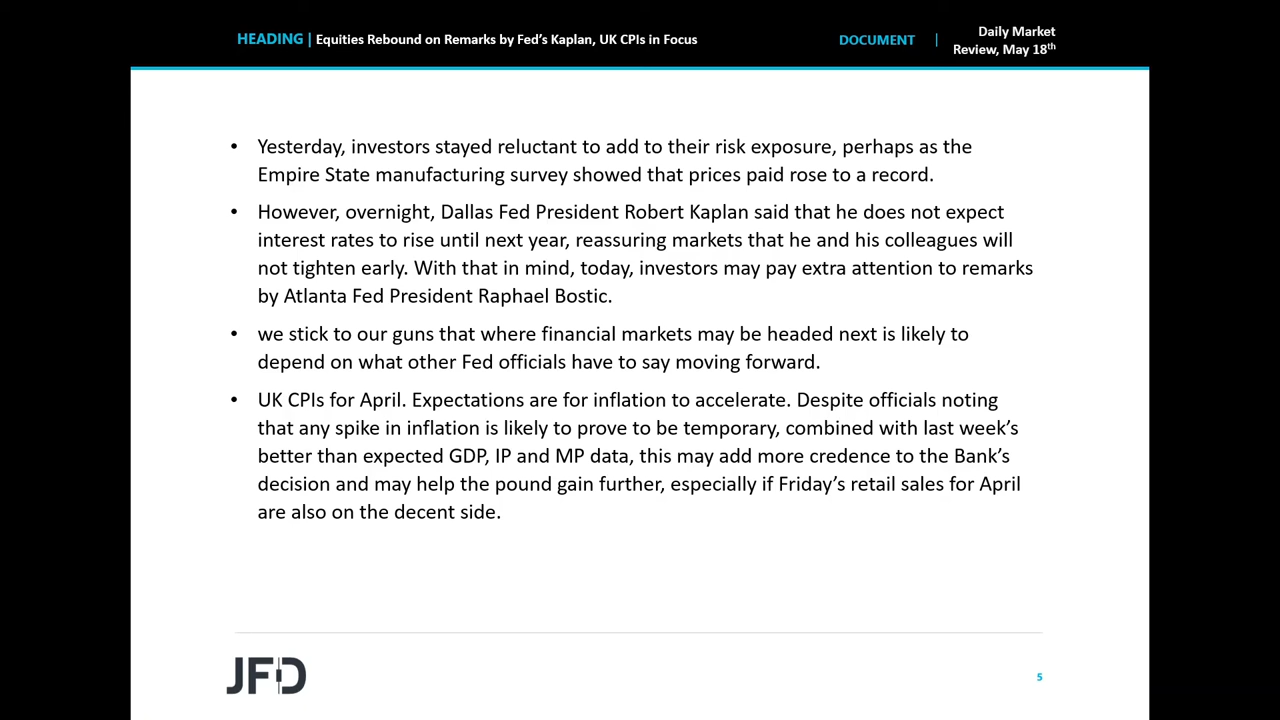 HEADING | Equities Rebound on Remarks by Fed's Kaplan, UK CPIs in Focus
DOCUMENT | Daily Market
Review, May 18th
• Yesterday, investors stayed reluctant to add to their risk exposure, perhaps as the
Empire State manufacturing survey showed that prices paid rose to a record.
• However, overnight, Dallas Fed President Robert Kaplan said that he does not expect
interest rates to rise until next year, reassuring markets that he and his colleagues will
not tighten early. With that in mind, today, investors may pay extra attention to remarks
by Atlanta Fed President Raphael Bostic.
• we stick to our guns that where financial markets may be headed next is likely to
depend on what other Fed officials have to say moving forward.
• UK CPIs for April. Expectations are for inflation to accelerate. Despite officials noting
that any spike in inflation is likely to prove to be temporary, combined with last week's
better than expected GDP, IP and MP data, this may add more credence to the Bank's
decision and may help the pound gain further, especially if Friday's retail sales for April
are also on the decent side.
JFD
5